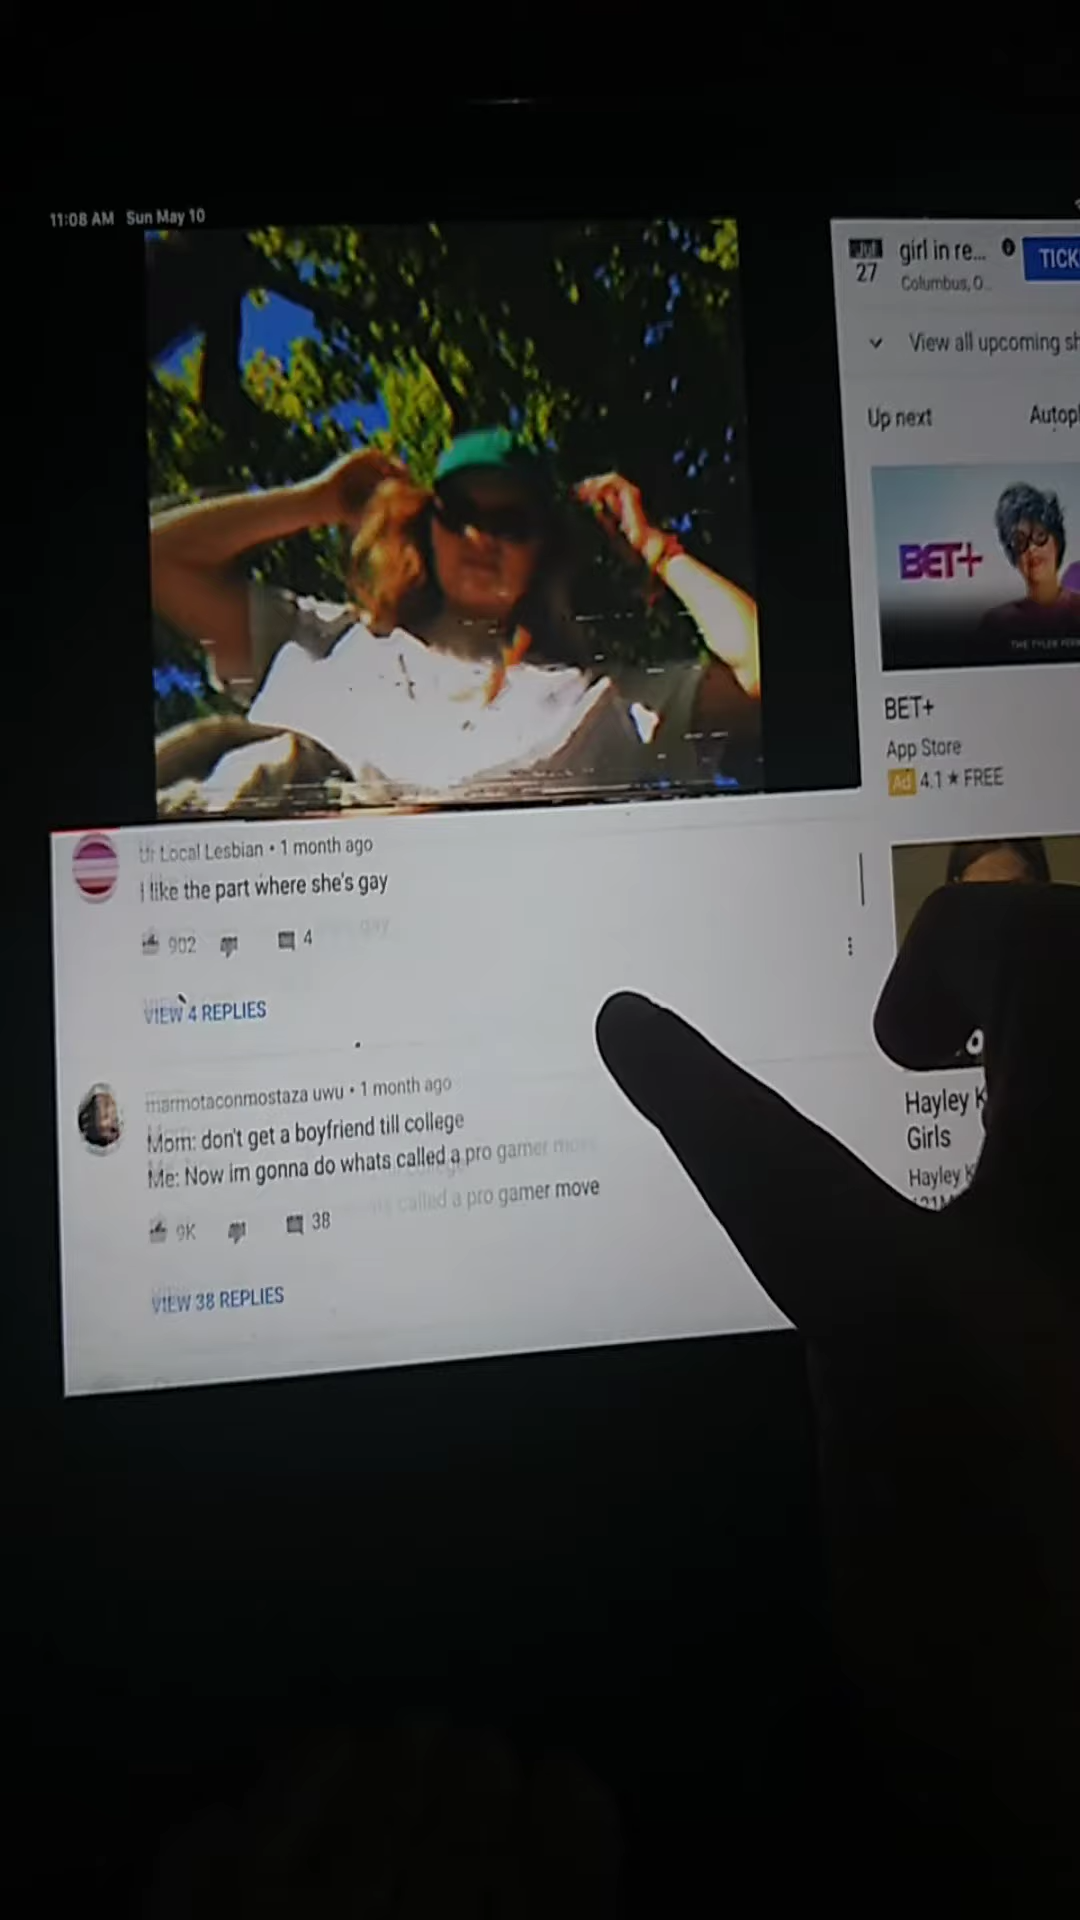 11:08 AM Sun May 10
Jul
27
girl in re...
Columbus, O...
TICK
View all upcoming sh
Up next
Autopl
BET+
BET+
App Store
Ad 4.1 ★ FREE
Ur Local Lesbian • 1 month ago
I like the part where she's gay
902
4
VIEW 4 REPLIES
marmotaconmostaza uwu • 1 month ago
Mom: don't get a boyfriend till college
Me: Now im gonna do whats called a pro gamer move
9K
38
VIEW 38 REPLIES
Hayley K
Girls
Hayley K